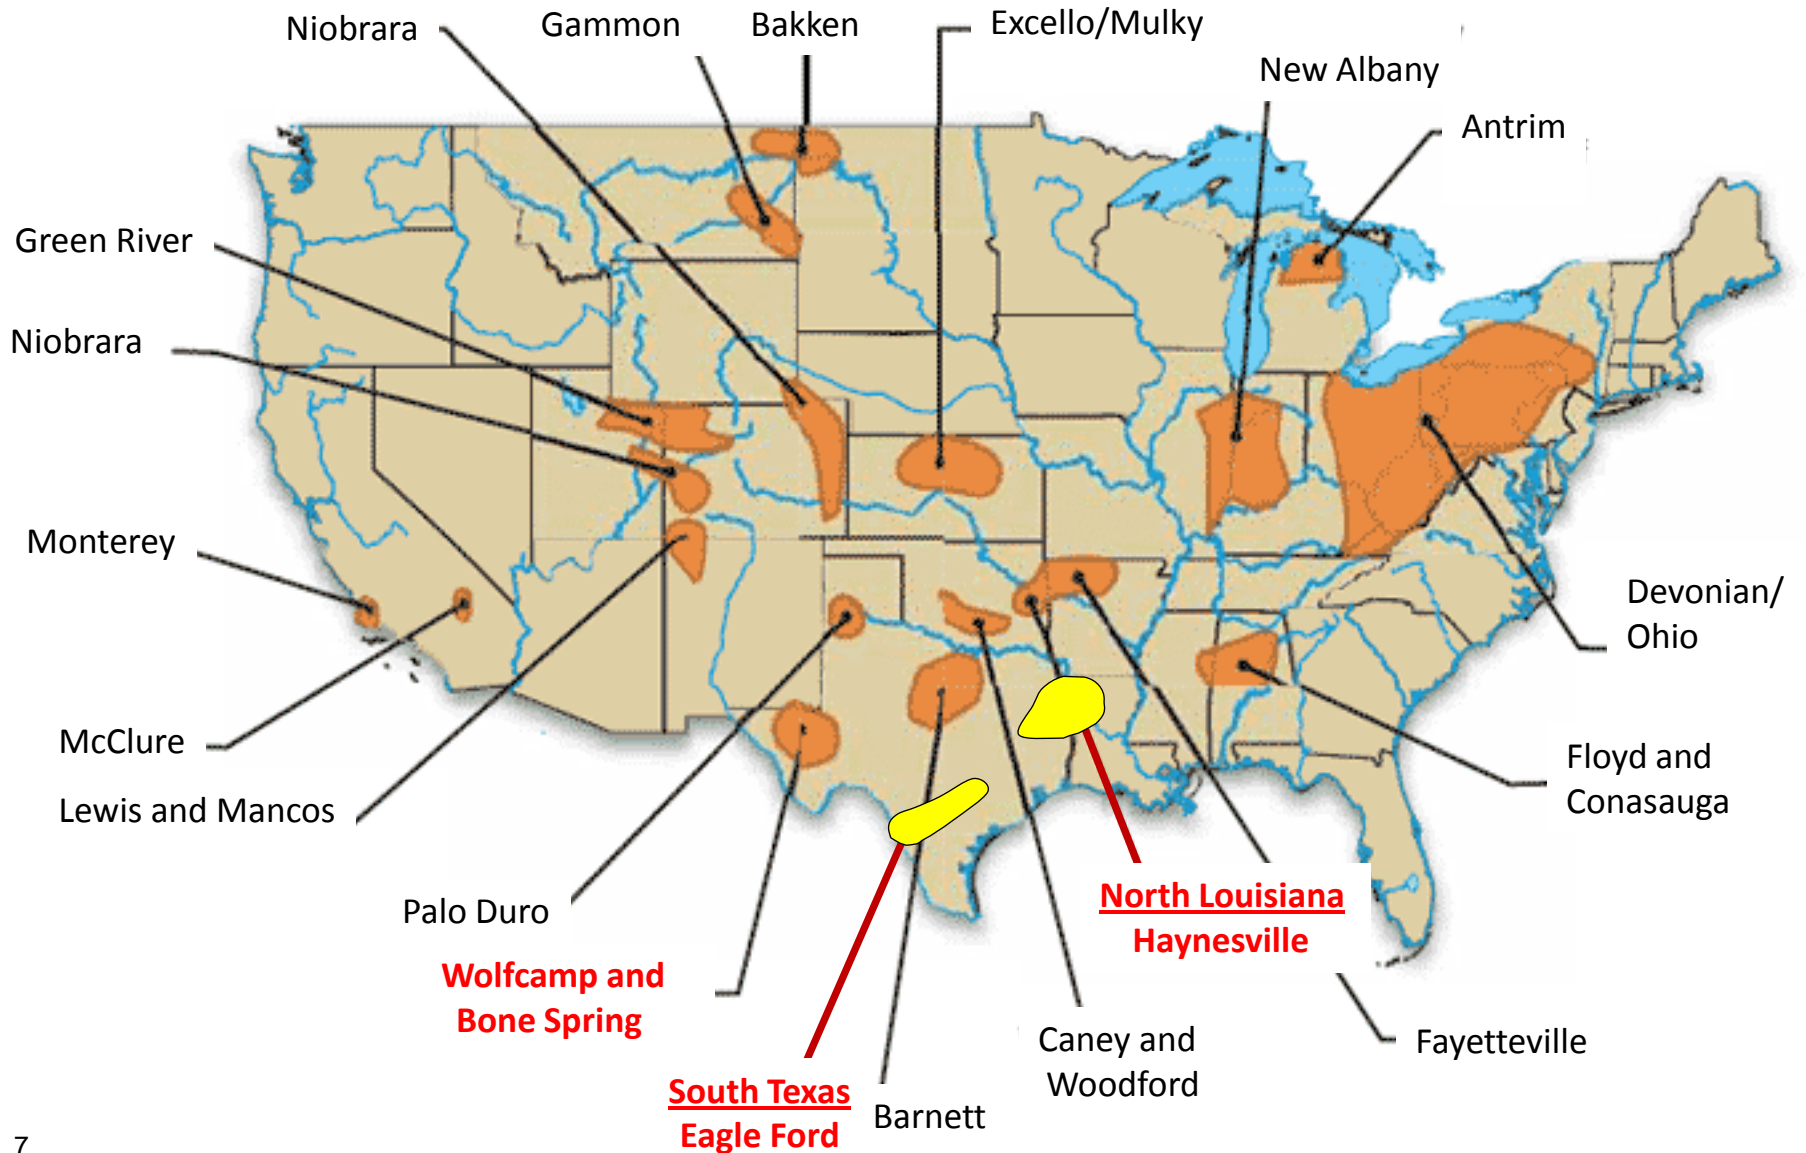 Niobrara
Gammon
Bakken
Excello/Mulky
New Albany
Antrim
Green River
Niobrara
Monterey
McClure
Lewis and Mancos
Palo Duro
Wolfcamp and
Bone Spring
South Texas
Eagle Ford
Barnett
Caney and
Woodford
North Louisiana
Haynesville
Fayetteville
Floyd and
Conasauga
Devonian/
Ohio
7